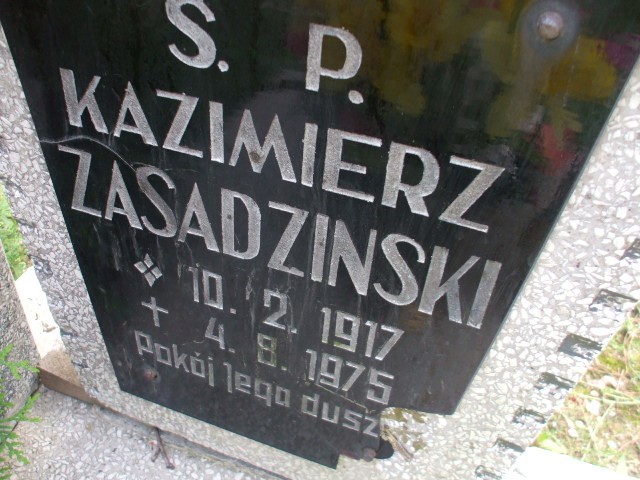 Ś. P.
KAZIMIERZ
ZASADZINSKI
10. 2. 1917
+ 4. 8. 1975
Pokój Jego dusz